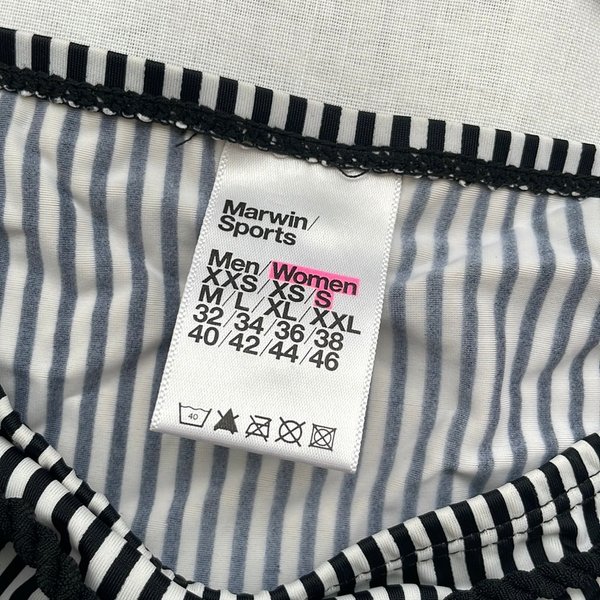 Marwin/
Sports
Men/Women
XXS/XS/S
M/L/XL/XXL
32/34/36/38
40/42/44/46
40